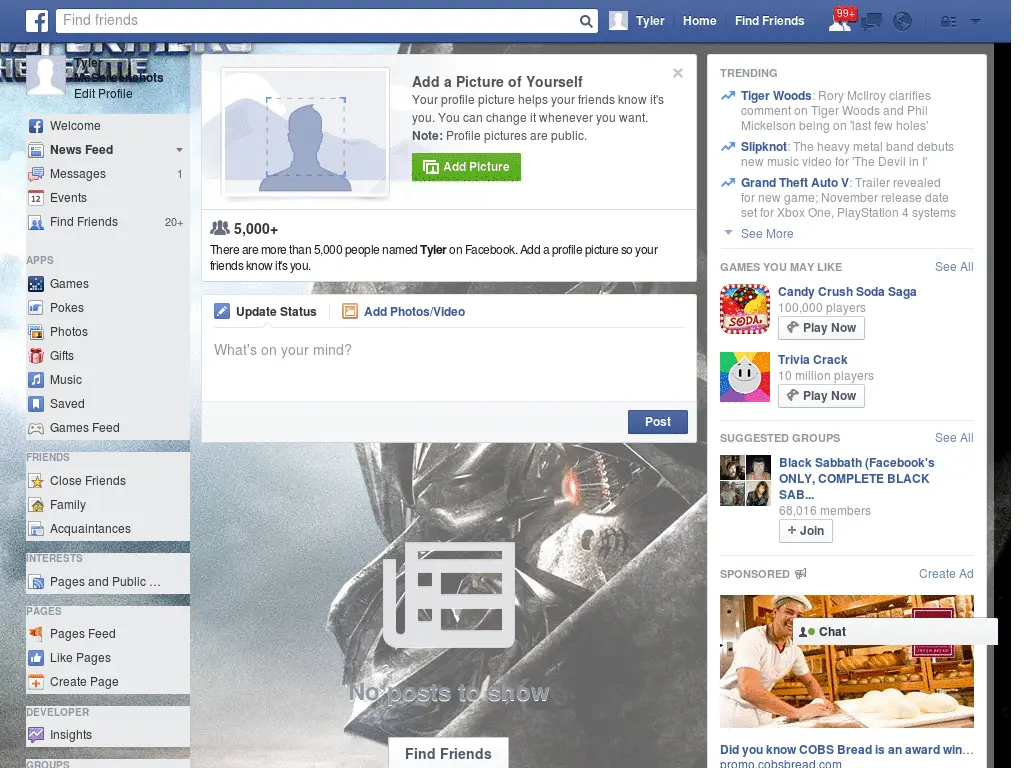 Find friends
Tyler
Home
Find Friends
99+
THE GAME
Tyler
McScreenshots
Edit Profile
Welcome
News Feed
Messages 1
12 Events
Find Friends 20+
APPS
Games
Pokes
Photos
Gifts
Music
Saved
Games Feed
FRIENDS
Close Friends
Family
Acquaintances
INTERESTS
Pages and Public ...
PAGES
Pages Feed
Like Pages
Create Page
DEVELOPER
Insights
GROUPS
Add a Picture of Yourself
Your profile picture helps your friends know it's
you. You can change it whenever you want.
Note: Profile pictures are public.
Add Picture
5,000+
There are more than 5,000 people named Tyler on Facebook. Add a profile picture so your
friends know it's you.
Update Status
Add Photos/Video
What's on your mind?
Post
No posts to show
Find Friends
TRENDING
Tiger Woods: Rory McIlroy clarifies
comment on Tiger Woods and Phil
Mickelson being on 'last few holes'
Slipknot: The heavy metal band debuts
new music video for 'The Devil in I'
Grand Theft Auto V: Trailer revealed
for new game; November release date
set for Xbox One, PlayStation 4 systems
See More
GAMES YOU MAY LIKE See All
SODA
Candy Crush Soda Saga
100,000 players
Play Now
Trivia Crack
10 million players
Play Now
SUGGESTED GROUPS See All
Black Sabbath (Facebook's
ONLY, COMPLETE BLACK
SAB...
68,016 members
+ Join
SPONSORED Create Ad
Chat
FRESH BREAD
Did you know COBS Bread is an award win...
promo.cobsbread.com